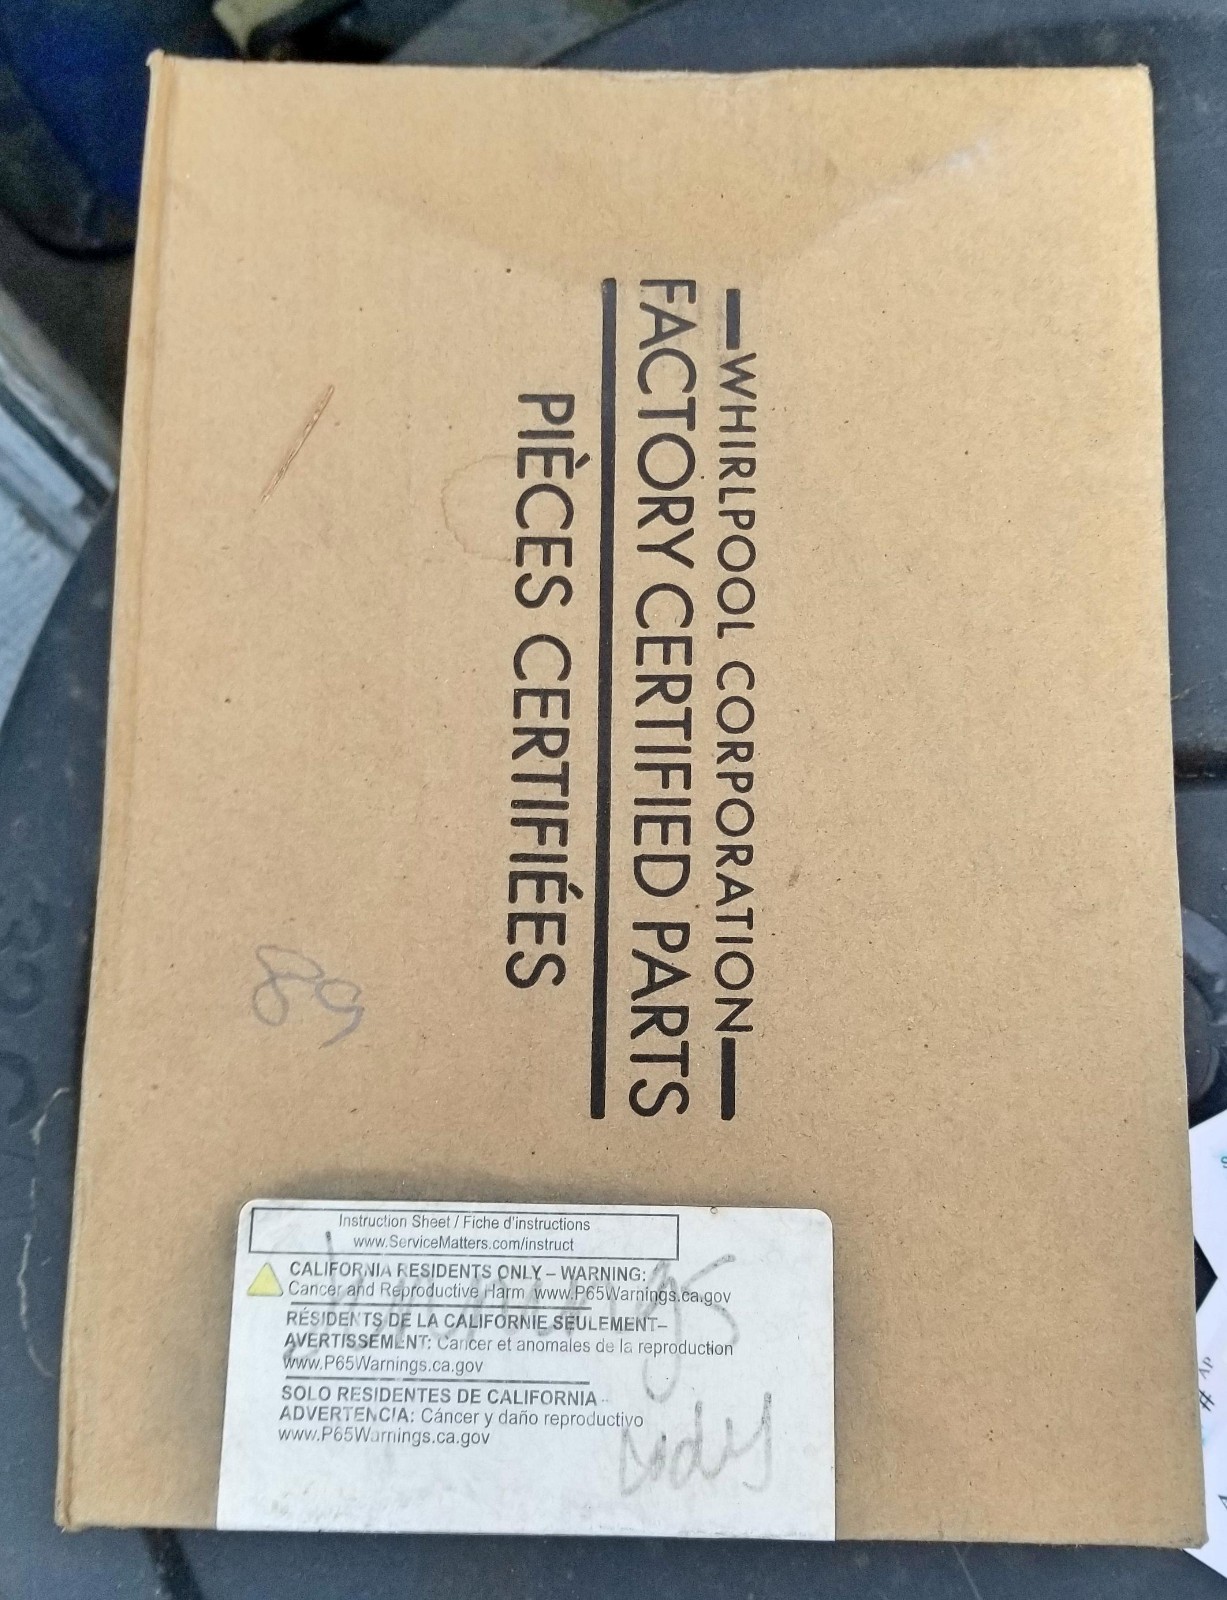 —WHIRLPOOL CORPORATION—
FACTORY CERTIFIED PARTS
PIÈCES CERTIFIÉES
89
Instruction Sheet / Fiche d'instructions
www.ServiceMatters.com/instruct
CALIFORNIA RESIDENTS ONLY – WARNING:
Cancer and Reproductive Harm www.P65Warnings.ca.gov
RÉSIDENTS DE LA CALIFORNIE SEULEMENT–
AVERTISSEMENT: Cancer et anomales de la reproduction
www.P65Warnings.ca.gov
SOLO RESIDENTES DE CALIFORNIA -
ADVERTENCIA: Cáncer y daño reproductivo
www.P65Warnings.ca.gov